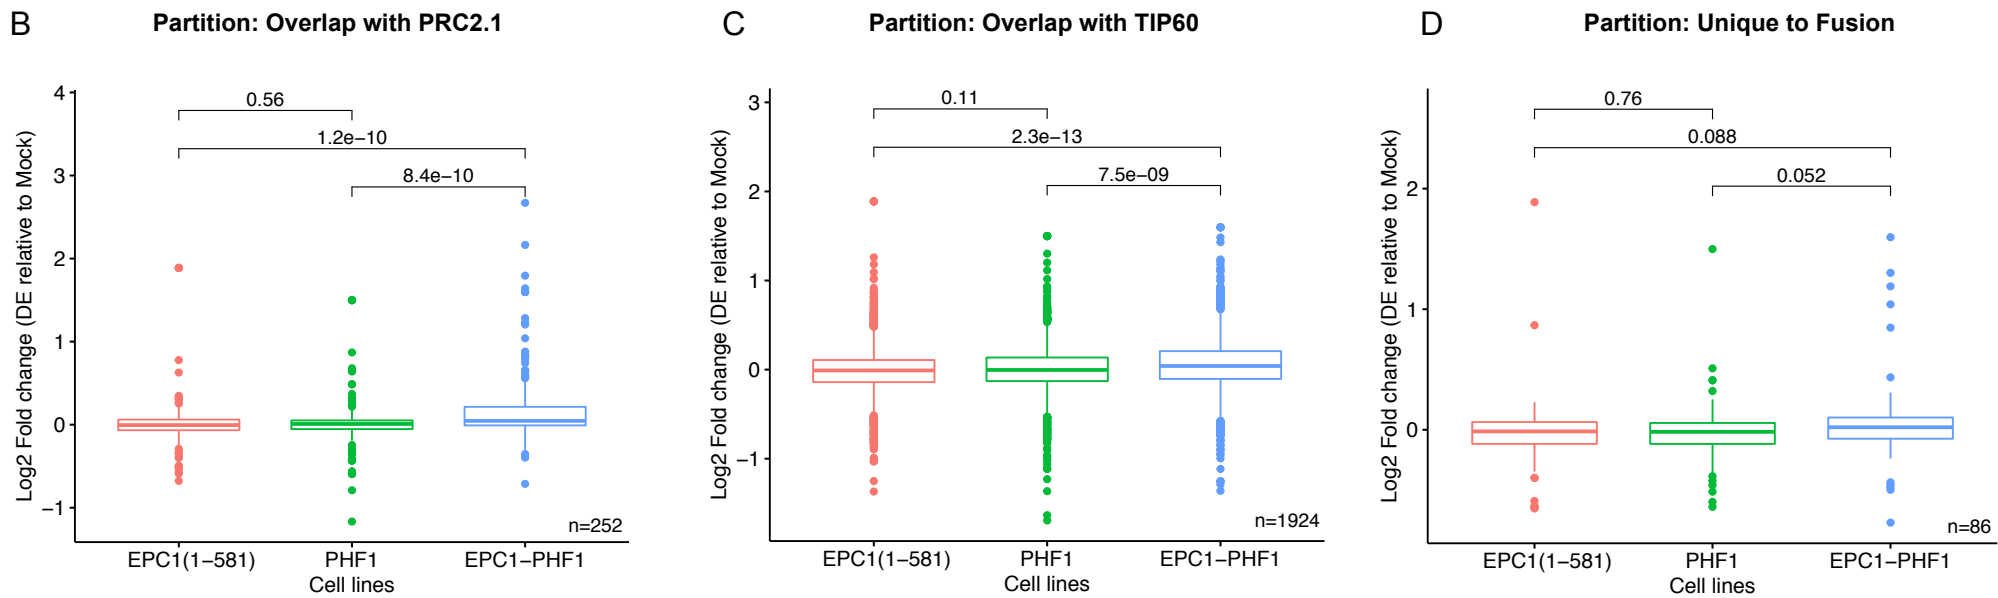 B
Partition: Overlap with PRC2.1
Log2 Fold change (DE relative to Mock)
4
3
2
1
0
−1
0.56
1.2e−10
8.4e−10
n=252
EPC1(1−581)
PHF1
EPC1−PHF1
Cell lines
C
Partition: Overlap with TIP60
Log2 Fold change (DE relative to Mock)
3
2
1
0
−1
0.11
2.3e−13
7.5e−09
n=1924
EPC1(1−581)
PHF1
EPC1−PHF1
Cell lines
D
Partition: Unique to Fusion
Log2 Fold change (DE relative to Mock)
2
1
0
0.76
0.088
0.052
n=86
EPC1(1−581)
PHF1
EPC1−PHF1
Cell lines